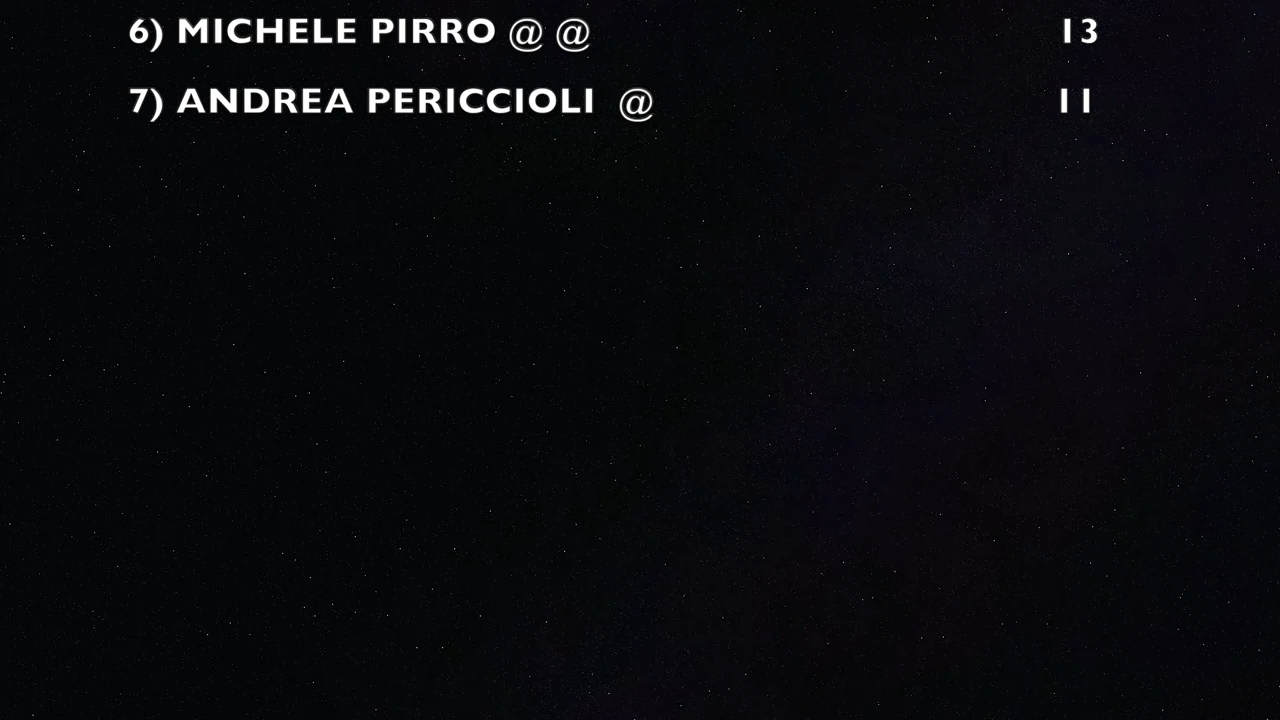 6) MICHELE PIRRO @ @ 13
7) ANDREA PERICCIOLI @ 11